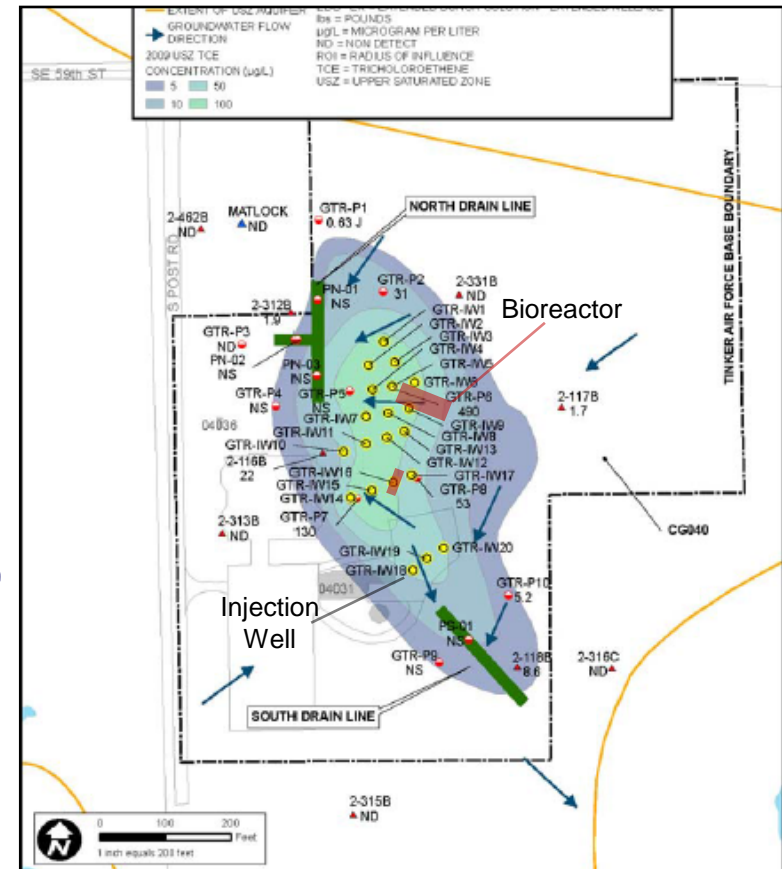 EXTENT OF USZ AQUIFER
GROUNDWATER FLOW
DIRECTION
2009 USZ TCE
CONCENTRATION (µg/L)
5
50
10
100
lbs = POUNDS
µg/L = MICROGRAM PER LITER
ND = NON DETECT
ROI = RADIUS OF INFLUENCE
TCE = TRICHOLOROETHENE
USZ = UPPER SATURATED ZONE
SE 59th ST
S POST RD
TINKER AIR FORCE BASE BOUNDARY
NORTH DRAIN LINE
GTR-P1
0.63 J
MATLOCK
ND
2-462B
ND
GTR-P2
31
2-331B
ND
PN-01
NS
2-312B
1.9
Bioreactor
GTR-IW1
GTR-IW2
GTR-IW3
GTR-IW4
GTR-IW5
GTR-IW6
GTR-P3
ND
PN-02
NS
PN-03
NS
GTR-P5
NS
GTR-P6
490
GTR-P4
NS
2-117B
1.7
04036
GTR-IW7
GTR-IW9
GTR-IW8
GTR-IW11
GTR-IW13
GTR-IW10
GTR-IW12
2-116B
22
GTR-IW16
GTR-IW17
GTR-IW15
GTR-P8
53
GTR-IW14
GTR-P7
130
CG040
2-313B
ND
GTR-IW20
GTR-IW19
GTR-IW18
04031
GTR-P10
5.2
Injection
Well
PS-01
NS
GTR-P9
NS
2-118B
8.6
2-316C
ND
SOUTH DRAIN LINE
2-315B
ND
N
0 100 200
Feet
1 inch equals 200 feet